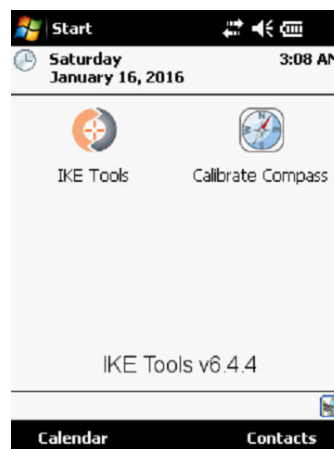 Start
Saturday 3:08 AM
January 16, 2016
IKE Tools Calibrate Compass
IKE Tools v6.4.4
Calendar Contacts